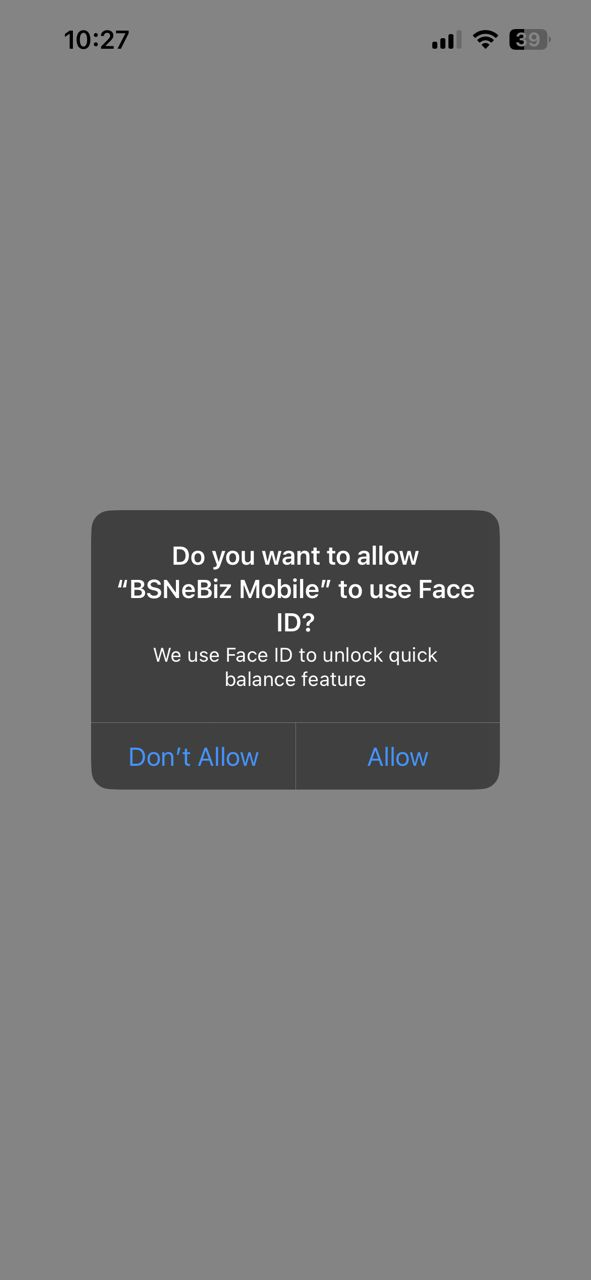 10:27
39
Do you want to allow
“BSNeBiz Mobile” to use Face
ID?
We use Face ID to unlock quick
balance feature
Don’t Allow
Allow